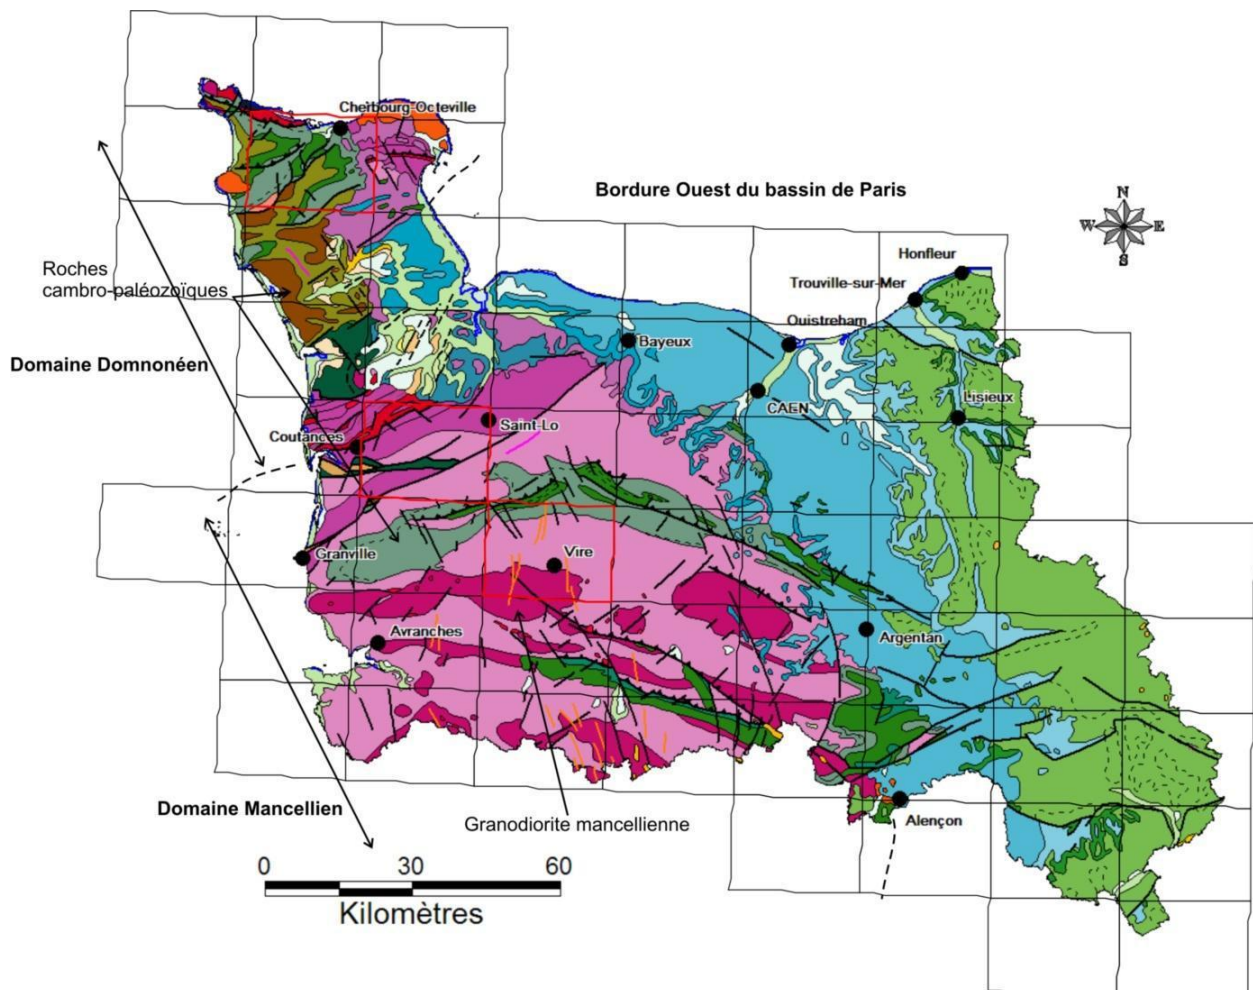 Cherbourg-Octeville
Bordure Ouest du bassin de Paris
N
W E
S
Honfleur
Roches
cambro-paléozoïques
Trouville-sur-Mer
Ouistreham
Bayeux
Domaine Domnonéen
CAEN
Lisieux
Saint-Lo
Coutances
Granville
Vire
Avranches
Argentan
Domaine Mancellien
Granodiorite mancellienne
Alençon
0 30 60
Kilomètres